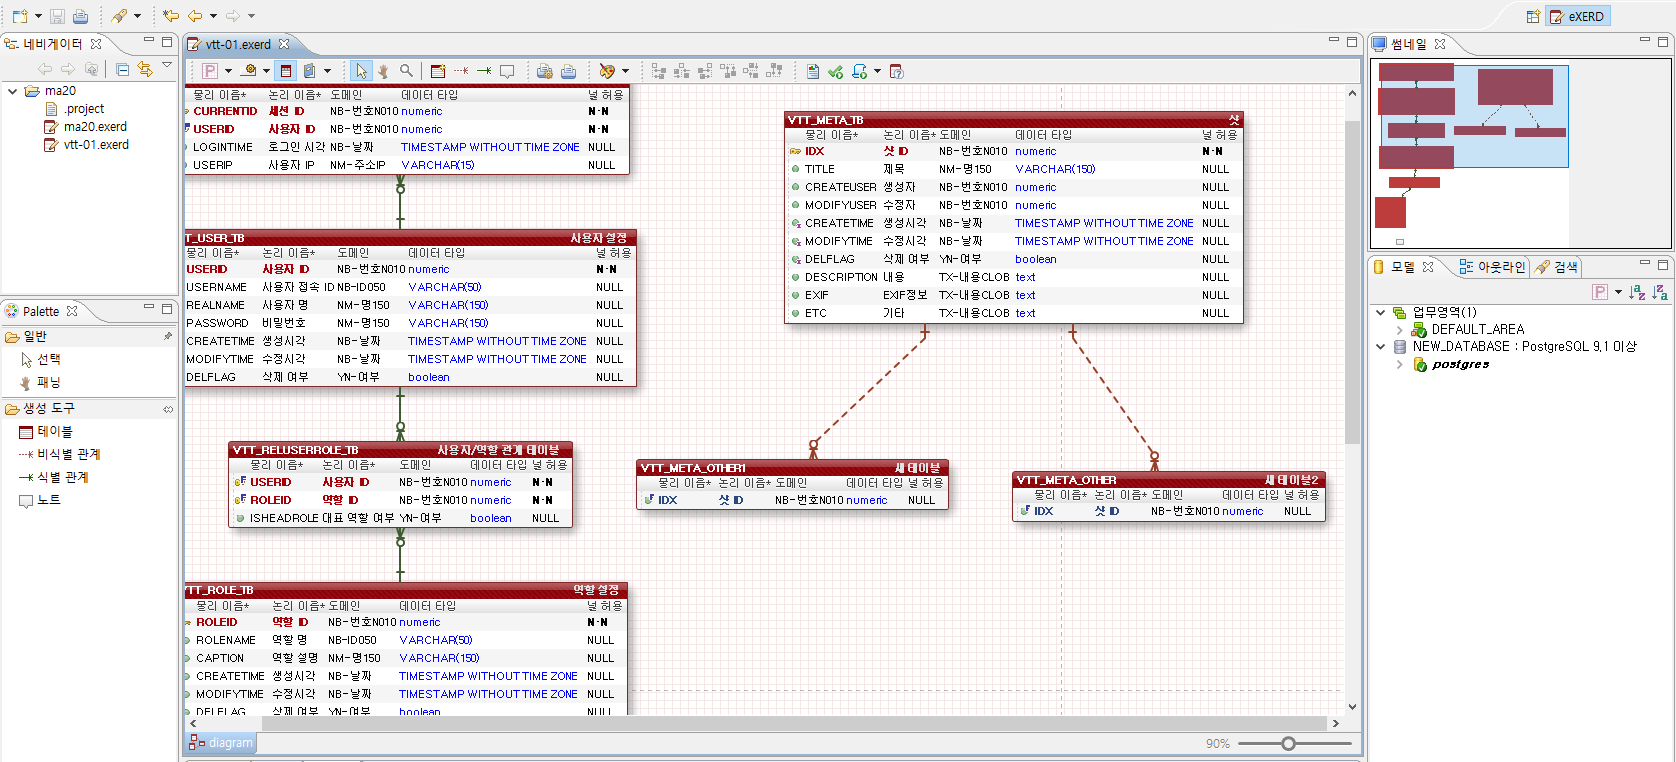 eXERD
네비게이터
ma20
.project
ma20.exerd
vtt-01.exerd
Palette
일반
선택
패닝
생성 도구
테이블
비식별 관계
식별 관계
노트
vtt-01.exerd
물리 이름* 논리 이름* 도메인 데이터 타입 널 허용
CURRENTID 세션 ID NB-번호N010 numeric N-N
USERID 사용자 ID NB-번호N010 numeric N-N
LOGINTIME 로그인 시각 NB-날짜 TIMESTAMP WITHOUT TIME ZONE NULL
USERIP 사용자 IP NM-주소IP VARCHAR(15) NULL
T_USER_TB 사용자 설정
물리 이름* 논리 이름* 도메인 데이터 타입 널 허용
USERID 사용자 ID NB-번호N010 numeric N-N
USERNAME 사용자 접속 ID NB-ID050 VARCHAR(50) NULL
REALNAME 사용자 명 NM-명150 VARCHAR(150) NULL
PASSWORD 비밀번호 NM-명150 VARCHAR(150) NULL
CREATETIME 생성시각 NB-날짜 TIMESTAMP WITHOUT TIME ZONE NULL
MODIFYTIME 수정시각 NB-날짜 TIMESTAMP WITHOUT TIME ZONE NULL
DELFLAG 삭제 여부 YN-여부 boolean NULL
VTT_RELUSERROLE_TB 사용자/역할 관계 테이블
물리 이름* 논리 이름* 도메인 데이터 타입 널 허용
USERID 사용자 ID NB-번호N010 numeric N-N
ROLEID 역할 ID NB-번호N010 numeric N-N
ISHEADROLE 대표 역할 여부 YN-여부 boolean NULL
VTT_ROLE_TB 역할 설정
물리 이름* 논리 이름* 도메인 데이터 타입 널 허용
ROLEID 역할 ID NB-번호N010 numeric N-N
ROLENAME 역할 명 NB-ID050 VARCHAR(50) NULL
CAPTION 역할 설명 NM-명150 VARCHAR(150) NULL
CREATETIME 생성시각 NB-날짜 TIMESTAMP WITHOUT TIME ZONE NULL
MODIFYTIME 수정시각 NB-날짜 TIMESTAMP WITHOUT TIME ZONE NULL
DELFLAG 삭제 여부 YN-여부 boolean NULL
VTT_META_TB 샷
물리 이름* 논리 이름* 도메인 데이터 타입 널 허용
IDX 샷 ID NB-번호N010 numeric N-N
TITLE 제목 NM-명150 VARCHAR(150) NULL
CREATEUSER 생성자 NB-번호N010 numeric NULL
MODIFYUSER 수정자 NB-번호N010 numeric NULL
CREATETIME 생성시각 NB-날짜 TIMESTAMP WITHOUT TIME ZONE NULL
MODIFYTIME 수정시각 NB-날짜 TIMESTAMP WITHOUT TIME ZONE NULL
DELFLAG 삭제 여부 YN-여부 boolean NULL
DESCRIPTION 내용 TX-내용CLOB text NULL
EXIF EXIF정보 TX-내용CLOB text NULL
ETC 기타 TX-내용CLOB text NULL
VTT_META_OTHER1 새 테이블
물리 이름* 논리 이름* 도메인 데이터 타입 널 허용
IDX 샷 ID NB-번호N010 numeric NULL
VTT_META_OTHER 새 테이블2
물리 이름* 논리 이름* 도메인 데이터 타입 널 허용
IDX 샷 ID NB-번호N010 numeric NULL
diagram
90%
썸네일
모델 아웃라인 검색
업무영역(1)
DEFAULT_AREA
NEW_DATABASE : PostgreSQL 9.1 이상
postgres